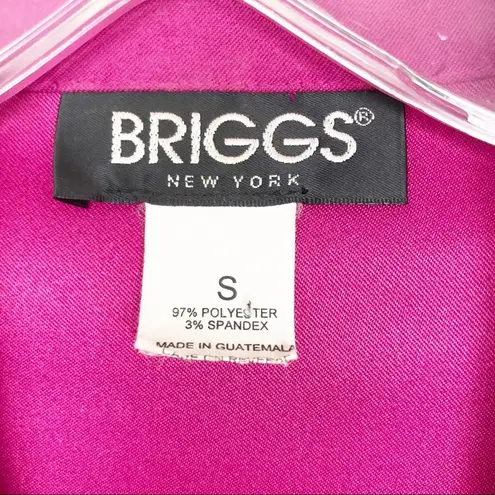 BRIGGS®
NEW YORK
S
97% POLYESTER
3% SPANDEX
MADE IN GUATEMALA